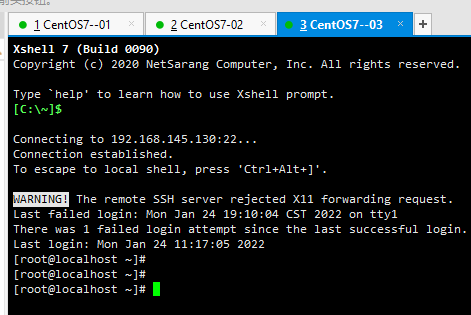 前头按钮。
1 CentOS7--01
2 CentOS7-02
3 CentOS7--03
Xshell 7 (Build 0090)
Copyright (c) 2020 NetSarang Computer, Inc. All rights reserved.
Type `help' to learn how to use Xshell prompt.
[C:\~]$
Connecting to 192.168.145.130:22...
Connection established.
To escape to local shell, press 'Ctrl+Alt+]'.
WARNING! The remote SSH server rejected X11 forwarding request.
Last failed login: Mon Jan 24 19:10:04 CST 2022 on tty1
There was 1 failed login attempt since the last successful login.
Last login: Mon Jan 24 11:17:05 2022
[root@localhost ~]#
[root@localhost ~]#
[root@localhost ~]#